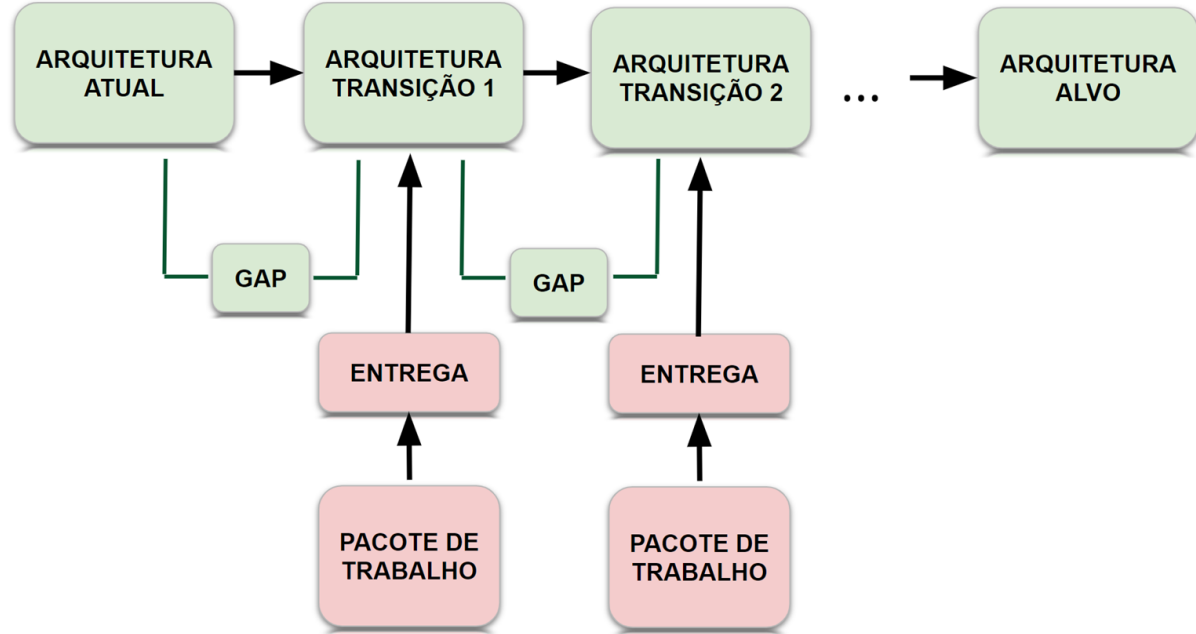 ARQUITETURA
ATUAL
ARQUITETURA
TRANSIÇÃO 1
ARQUITETURA
TRANSIÇÃO 2
...
ARQUITETURA
ALVO
GAP
GAP
ENTREGA
ENTREGA
PACOTE DE
TRABALHO
PACOTE DE
TRABALHO